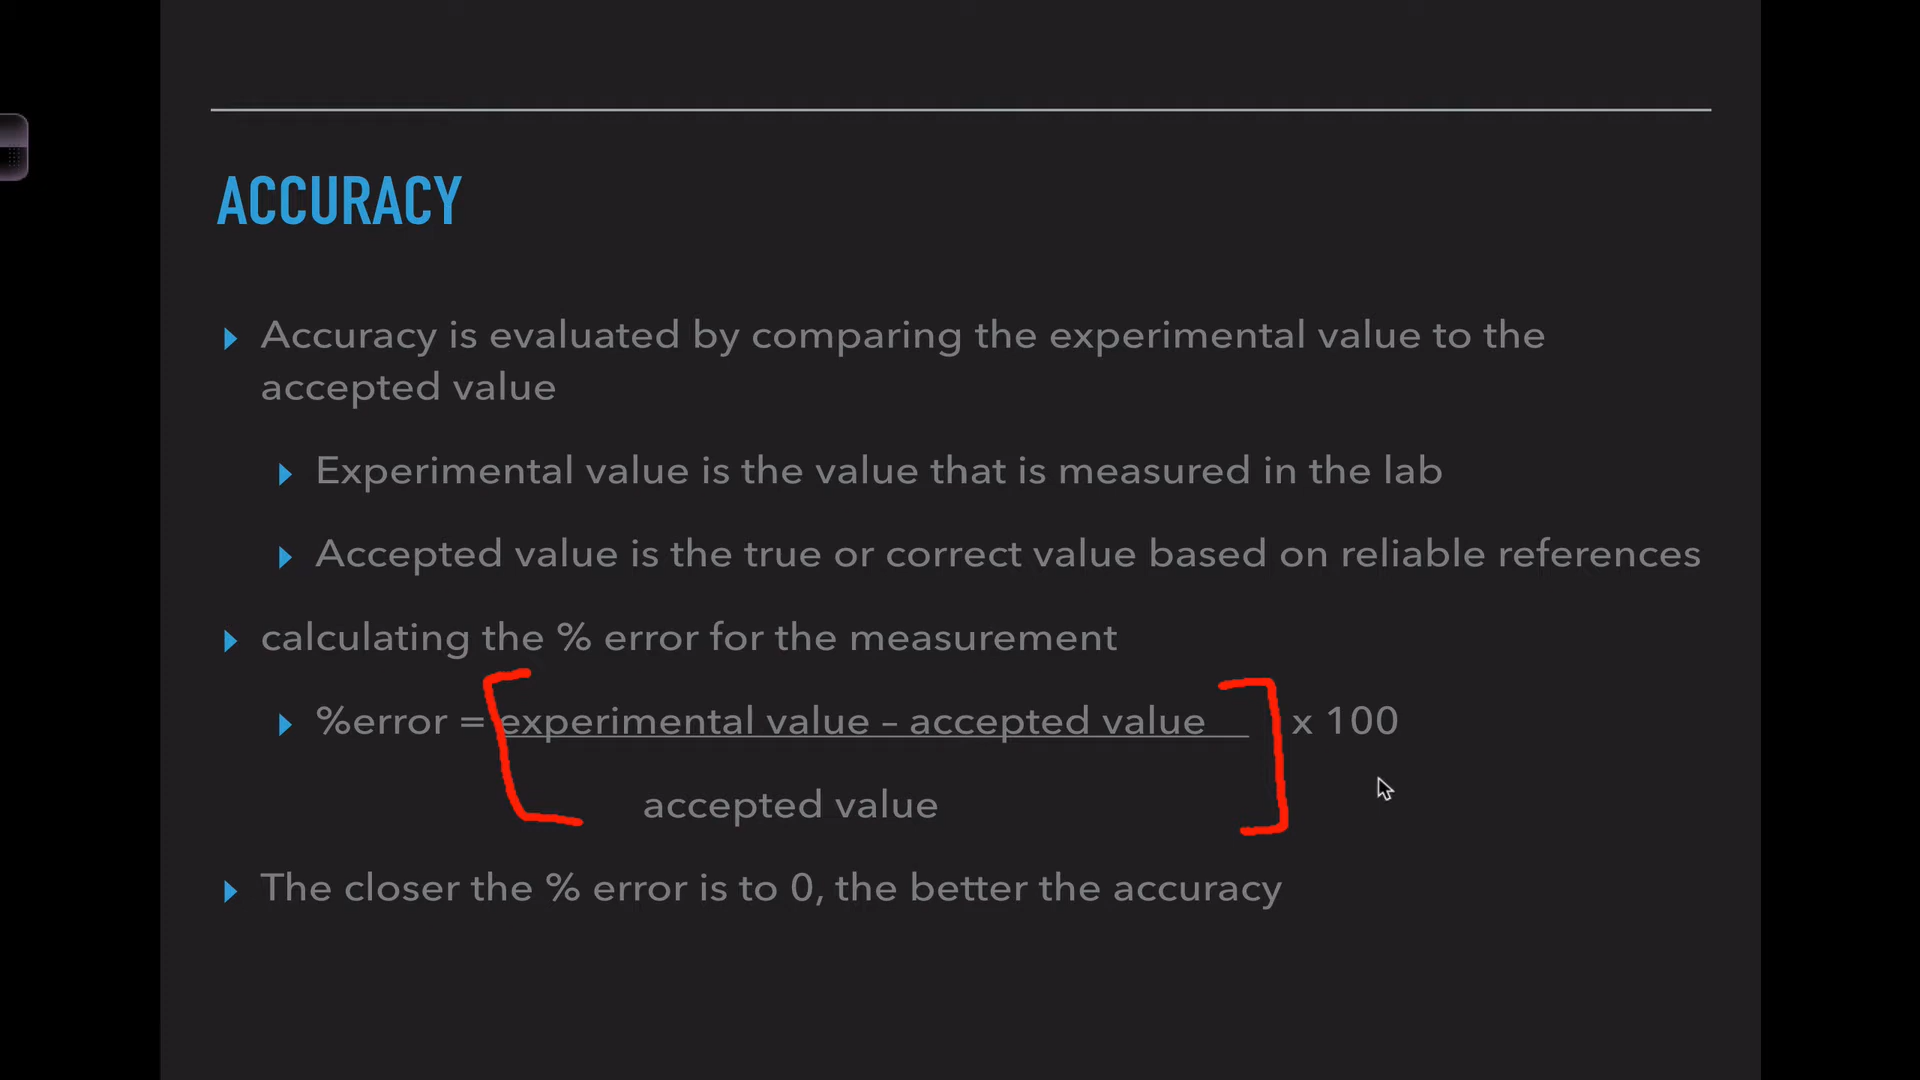 ACCURACY
Accuracy is evaluated by comparing the experimental value to the
accepted value
Experimental value is the value that is measured in the lab
Accepted value is the true or correct value based on reliable references
calculating the % error for the measurement
%error = experimental value – accepted value x 100
accepted value
The closer the % error is to 0, the better the accuracy